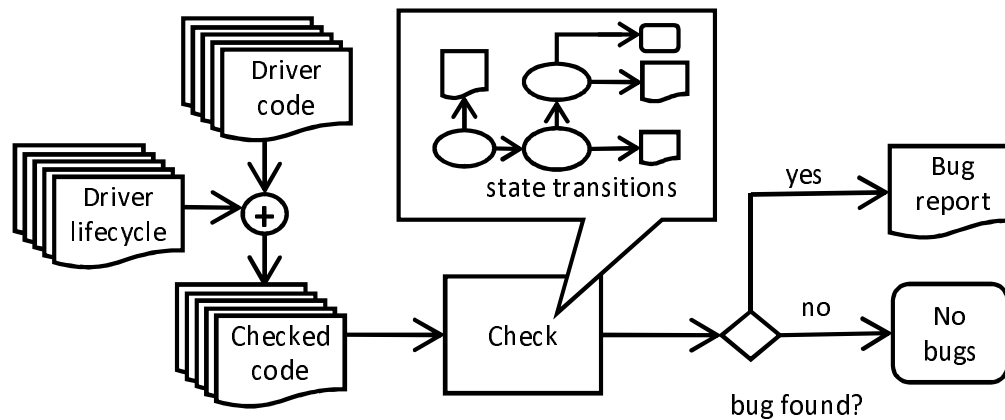 Driver
code
Driver
lifecycle
+
state transitions
Checked
code
Check
yes
Bug
report
no
No
bugs
bug found?